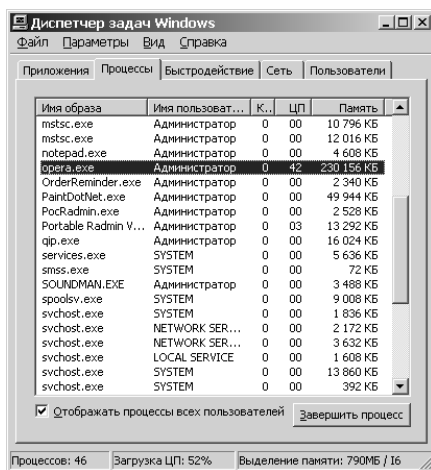 Диспетчер задач Windows
Файл Параметры Вид Справка
Приложения Процессы Быстродействие Сеть Пользователи
Имя образа Имя пользоват... К... ЦП Память
mstsc.exe Администратор 0 00 10 796 КБ
mstsc.exe Администратор 0 00 12 016 КБ
notepad.exe Администратор 0 00 4 608 КБ
opera.exe Администратор 0 42 230 156 КБ
OrderReminder.exe Администратор 0 00 2 340 КБ
PaintDotNet.exe Администратор 0 00 49 944 КБ
PocRadmin.exe Администратор 0 00 2 528 КБ
Portable Radmin V... Администратор 0 03 13 292 КБ
qip.exe Администратор 0 00 16 024 КБ
services.exe SYSTEM 0 00 5 636 КБ
smss.exe SYSTEM 0 00 72 КБ
SOUNDMAN.EXE Администратор 0 00 3 488 КБ
spoolsv.exe SYSTEM 0 00 9 008 КБ
svchost.exe SYSTEM 0 00 1 836 КБ
svchost.exe NETWORK SER... 0 00 2 172 КБ
svchost.exe NETWORK SER... 0 00 3 632 КБ
svchost.exe LOCAL SERVICE 0 00 1 608 КБ
svchost.exe SYSTEM 0 00 13 860 КБ
svchost.exe SYSTEM 0 00 392 КБ
Отображать процессы всех пользователей Завершить процесс
Процессов: 46 Загрузка ЦП: 52% Выделение памяти: 790МБ / 16